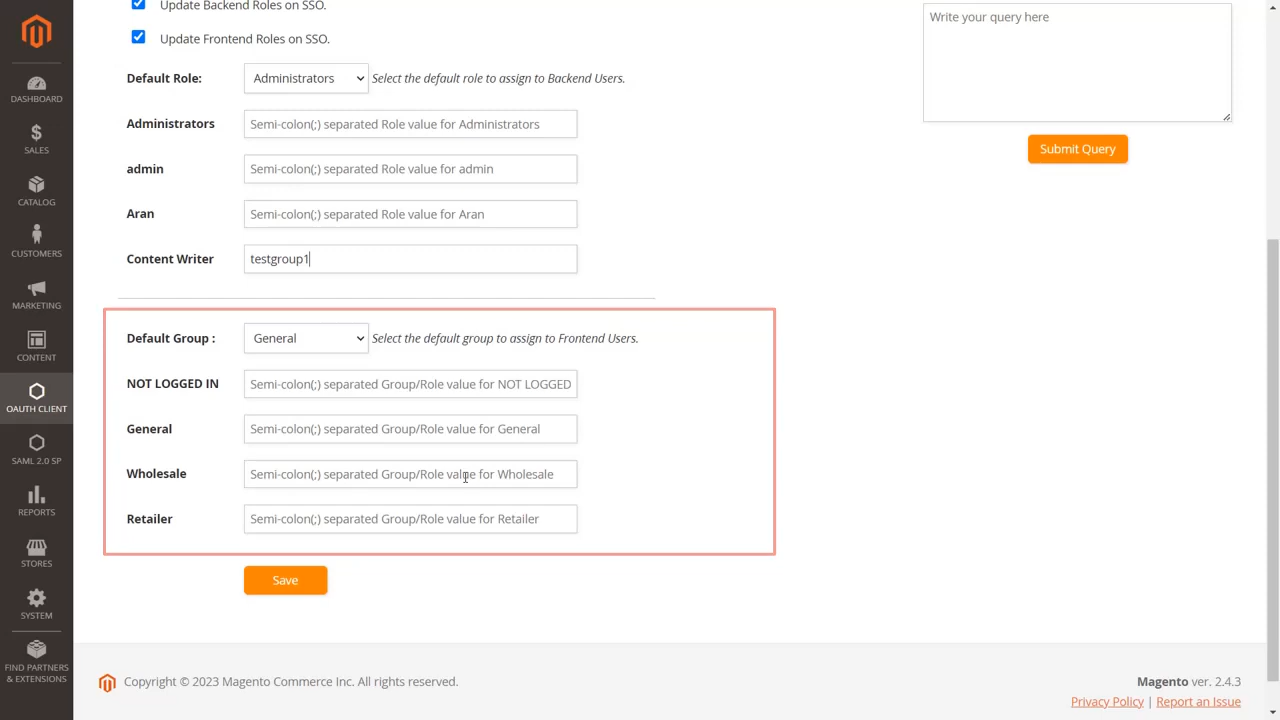 Update Backend Roles on SSO.
Update Frontend Roles on SSO.
Default Role: Administrators Select the default role to assign to Backend Users.
Administrators Semi-colon(;) separated Role value for Administrators
admin Semi-colon(;) separated Role value for admin
Aran Semi-colon(;) separated Role value for Aran
Content Writer testgroup1
Default Group : General Select the default group to assign to Frontend Users.
NOT LOGGED IN Semi-colon(;) separated Group/Role value for NOT LOGGED
General Semi-colon(;) separated Group/Role value for General
Wholesale Semi-colon(;) separated Group/Role value for Wholesale
Retailer Semi-colon(;) separated Group/Role value for Retailer
Save
Write your query here
Submit Query
DASHBOARD
SALES
CATALOG
CUSTOMERS
MARKETING
CONTENT
OAUTH CLIENT
SAML 2.0 SP
REPORTS
STORES
SYSTEM
FIND PARTNERS
& EXTENSIONS
Copyright © 2023 Magento Commerce Inc. All rights reserved.
Magento ver. 2.4.3
Privacy Policy | Report an Issue